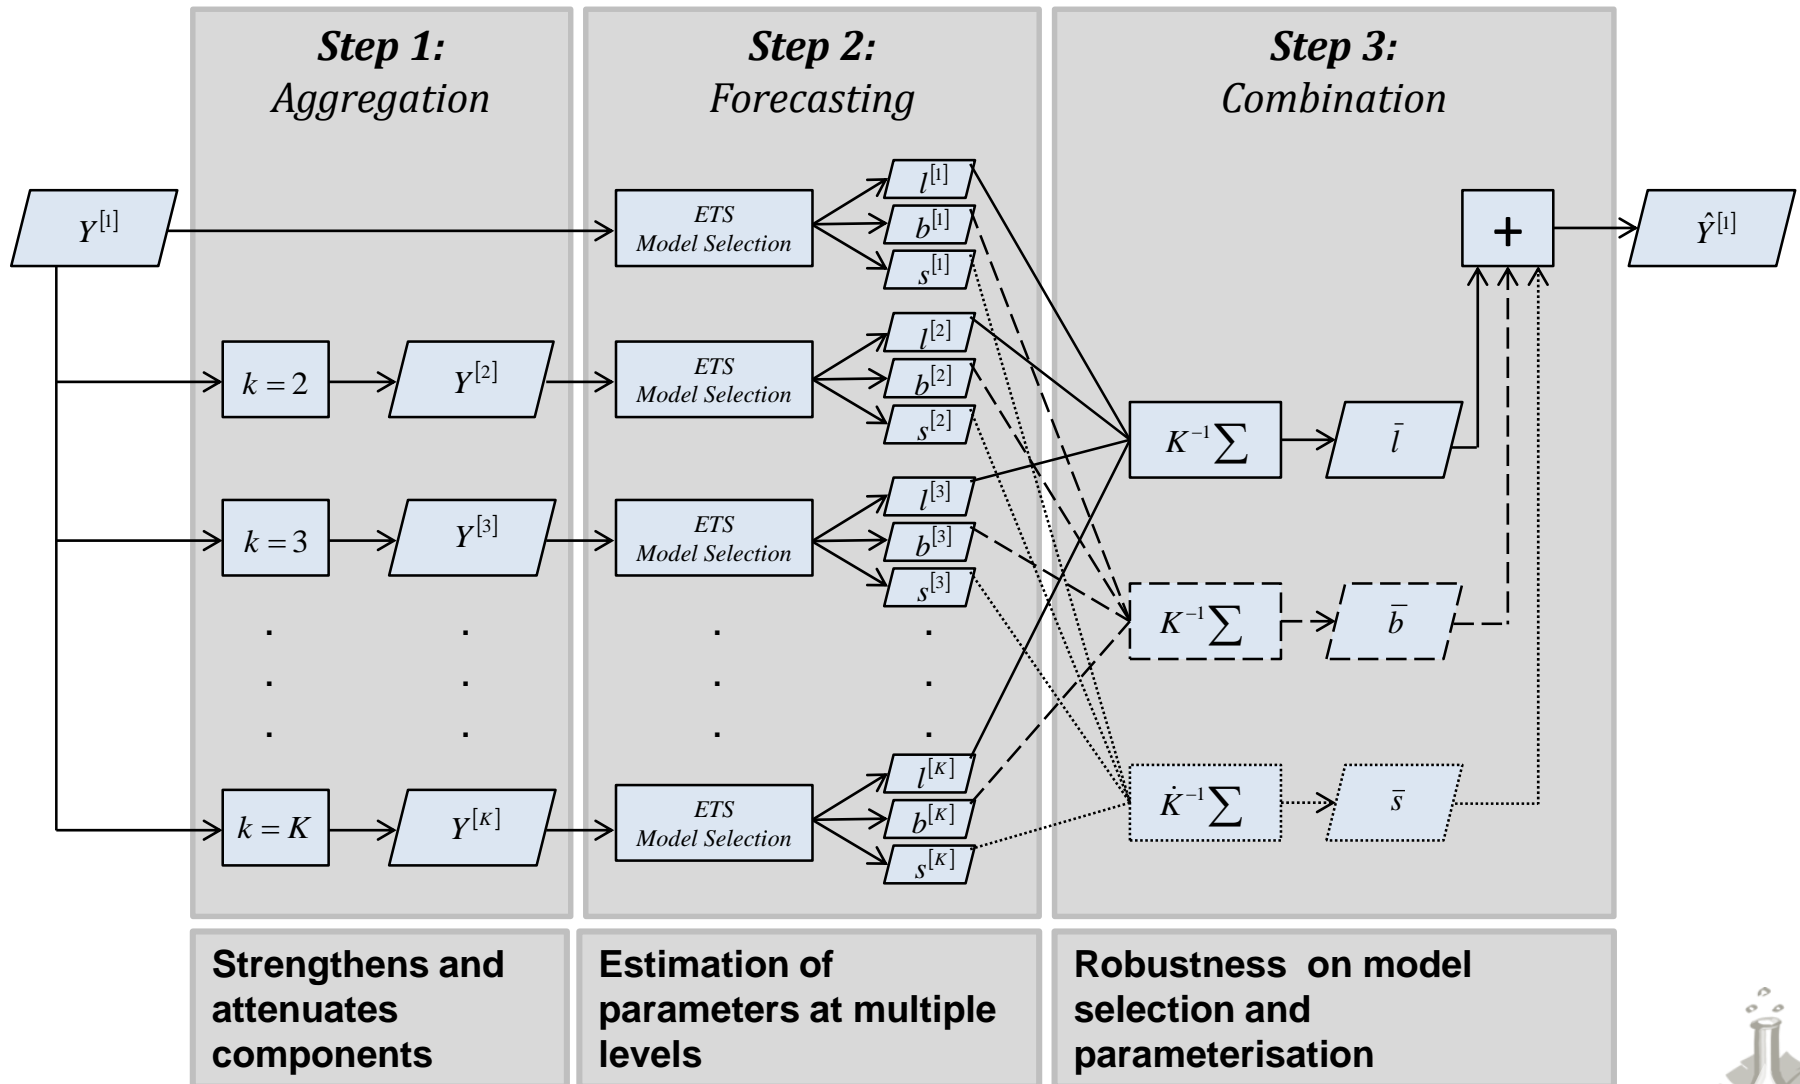 Step 1:
Aggregation
Step 2:
Forecasting
Step 3:
Combination
Y^[1]
ETS
Model Selection
l^[1]
b^[1]
s^[1]
+
Ŷ^[1]
k = 2
Y^[2]
ETS
Model Selection
l^[2]
b^[2]
s^[2]
K⁻¹∑
l̄
k = 3
Y^[3]
ETS
Model Selection
l^[3]
b^[3]
s^[3]
K⁻¹∑
b̄
. . . .
. . . .
. . . .
k = K
Y^[K]
ETS
Model Selection
l^[K]
b^[K]
s^[K]
K̇⁻¹∑
s̄
Strengthens and
attenuates
components
Estimation of
parameters at multiple
levels
Robustness on model
selection and
parameterisation